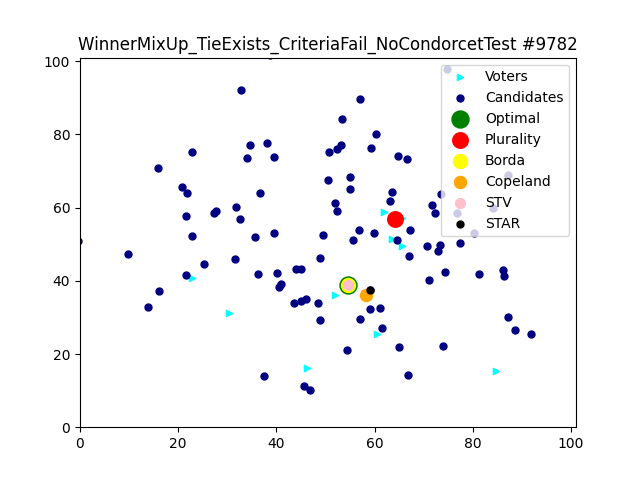 WinnerMixUp_TieExists_CriteriaFail_NoCondorcetTest #9782
100
80
60
40
20
0
0 20 40 60 80 100
Voters
Candidates
Optimal
Plurality
Borda
Copeland
STV
STAR